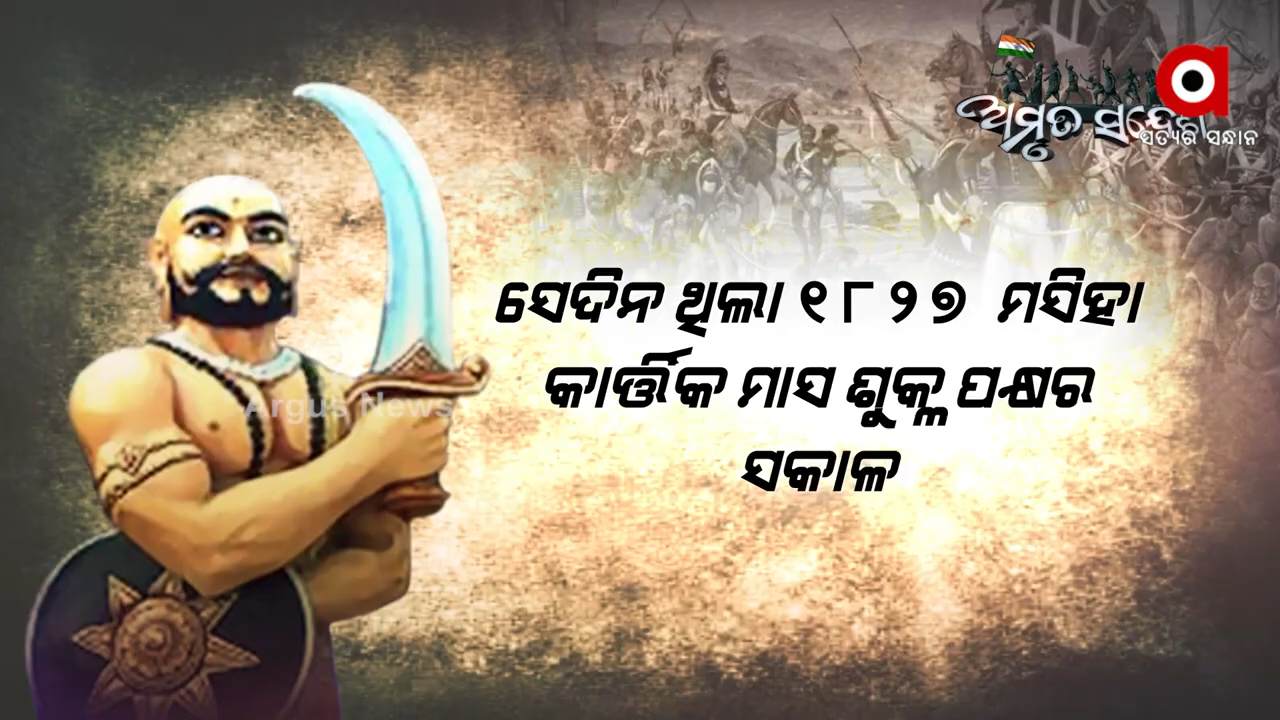 ଅମୃତ ସନ୍ଦେଶ
ସତ୍ୟର ସନ୍ଧାନ
ସେଦିନ ଥିଲା ୧୮୨୭ ମସିହା
କାର୍ତ୍ତିକ ମାସ ଶୁକ୍ଳ ପକ୍ଷର
ସକାଳ
Argus News